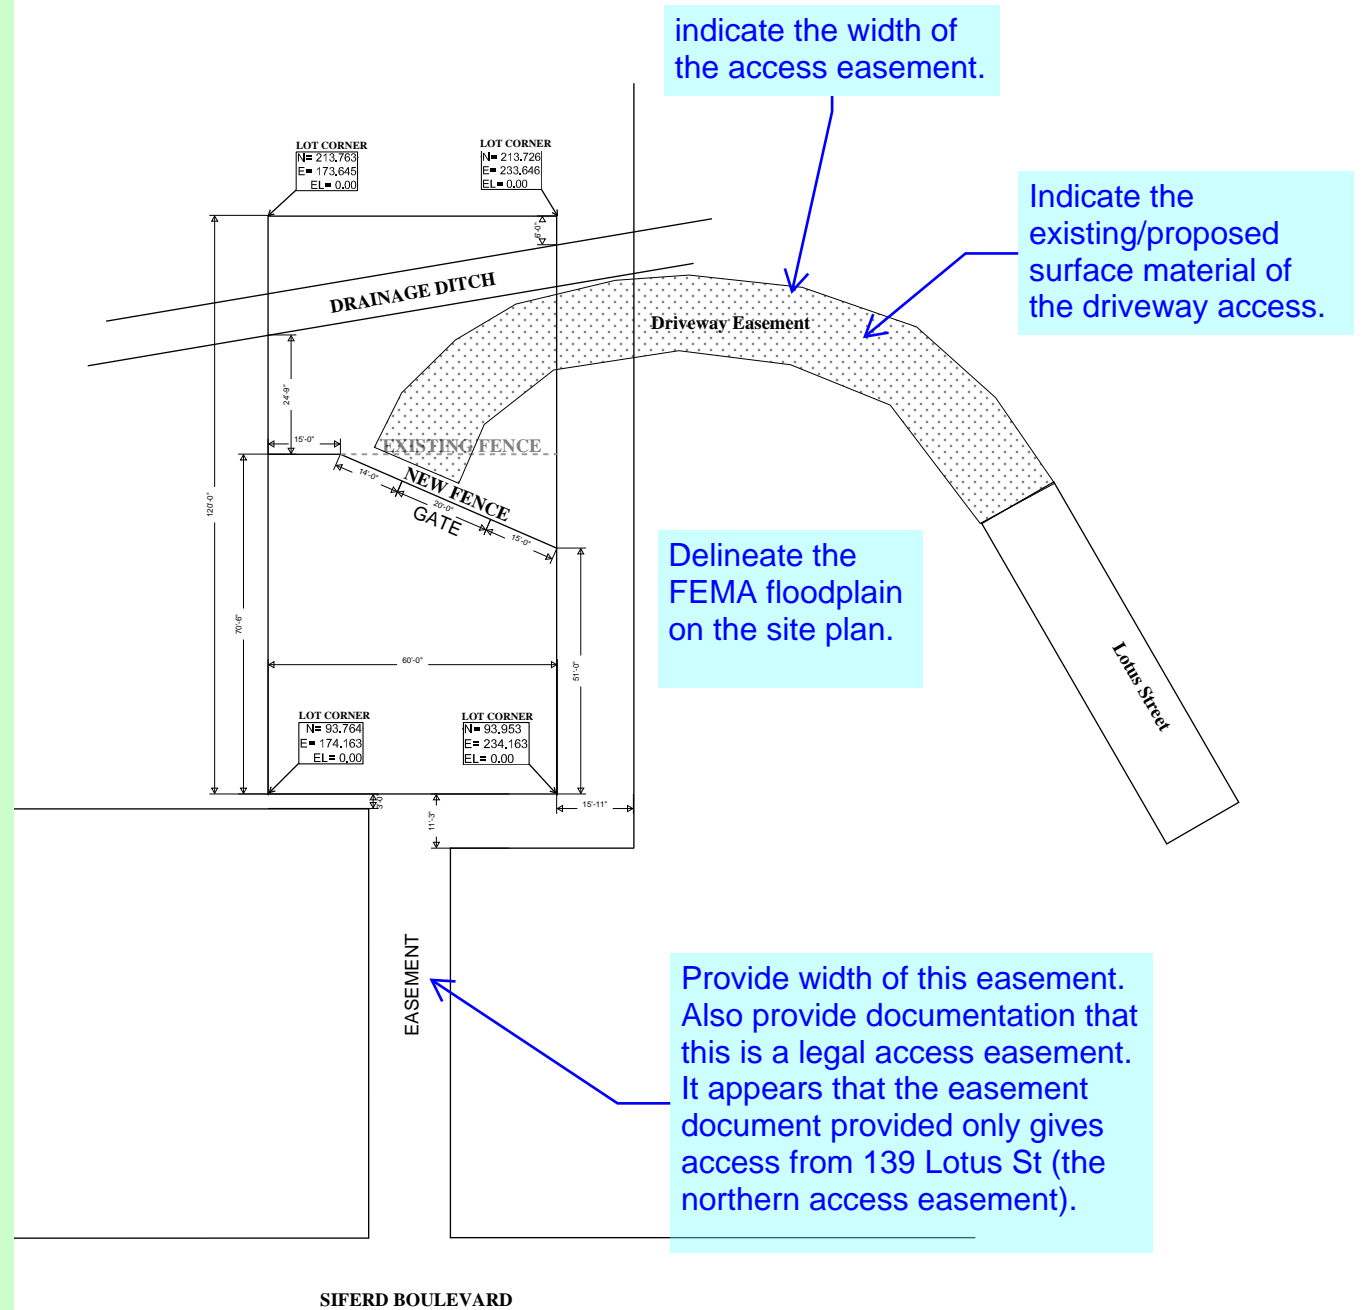 indicate the width of
the access easement.
LOT CORNER
N= 213.763
E= 173.645
EL= 0.00
LOT CORNER
N= 213.726
E= 233.646
EL= 0.00
Indicate the
existing/proposed
surface material of
the driveway access.
6'-0"
DRAINAGE DITCH
Driveway Easement
24'-9"
15'-0"
EXISTING FENCE
14'-0"
NEW FENCE
20'-0"
GATE
15'-0"
120'-0"
Delineate the
FEMA floodplain
on the site plan.
70'-6"
60'-0"
51'-0"
Lotus Street
LOT CORNER
N= 93.764
E= 174.163
EL= 0.00
LOT CORNER
N= 93.953
E= 234.163
EL= 0.00
3'-0"
11'-3"
15'-11"
EASEMENT
Provide width of this easement.
Also provide documentation that
this is a legal access easement.
It appears that the easement
document provided only gives
access from 139 Lotus St (the
northern access easement).
SIFERD BOULEVARD